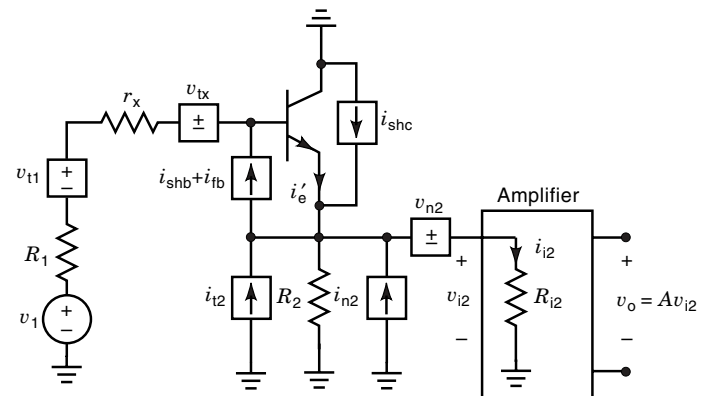 r_x
v_tx
±
i_shc
v_t1
+
−
i_shb+i_fb
i′_e
v_n2
±
Amplifier
R_1
i_t2
R_2
i_n2
+
v_i2
−
i_i2
R_i2
+
v_o = Av_i2
−
v_1
+
−